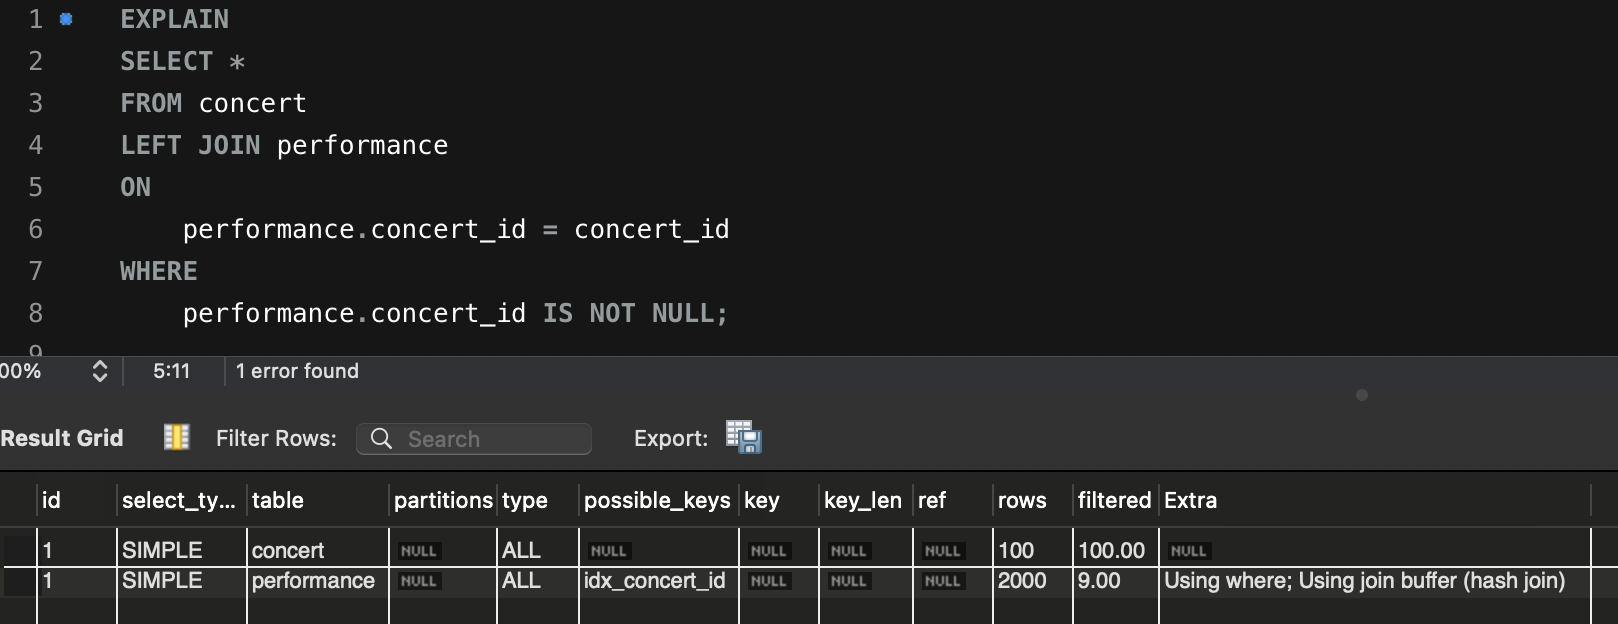 1 EXPLAIN
2 SELECT *
3 FROM concert
4 LEFT JOIN performance
5 ON
6 performance.concert_id = concert_id
7 WHERE
8 performance.concert_id IS NOT NULL;
9
00% 5:11 1 error found
Result Grid Filter Rows: Search Export:
id select_ty... table partitions type possible_keys key key_len ref rows filtered Extra
1 SIMPLE concert NULL ALL NULL NULL NULL NULL 100 100.00 NULL
1 SIMPLE performance NULL ALL idx_concert_id NULL NULL NULL 2000 9.00 Using where; Using join buffer (hash join)